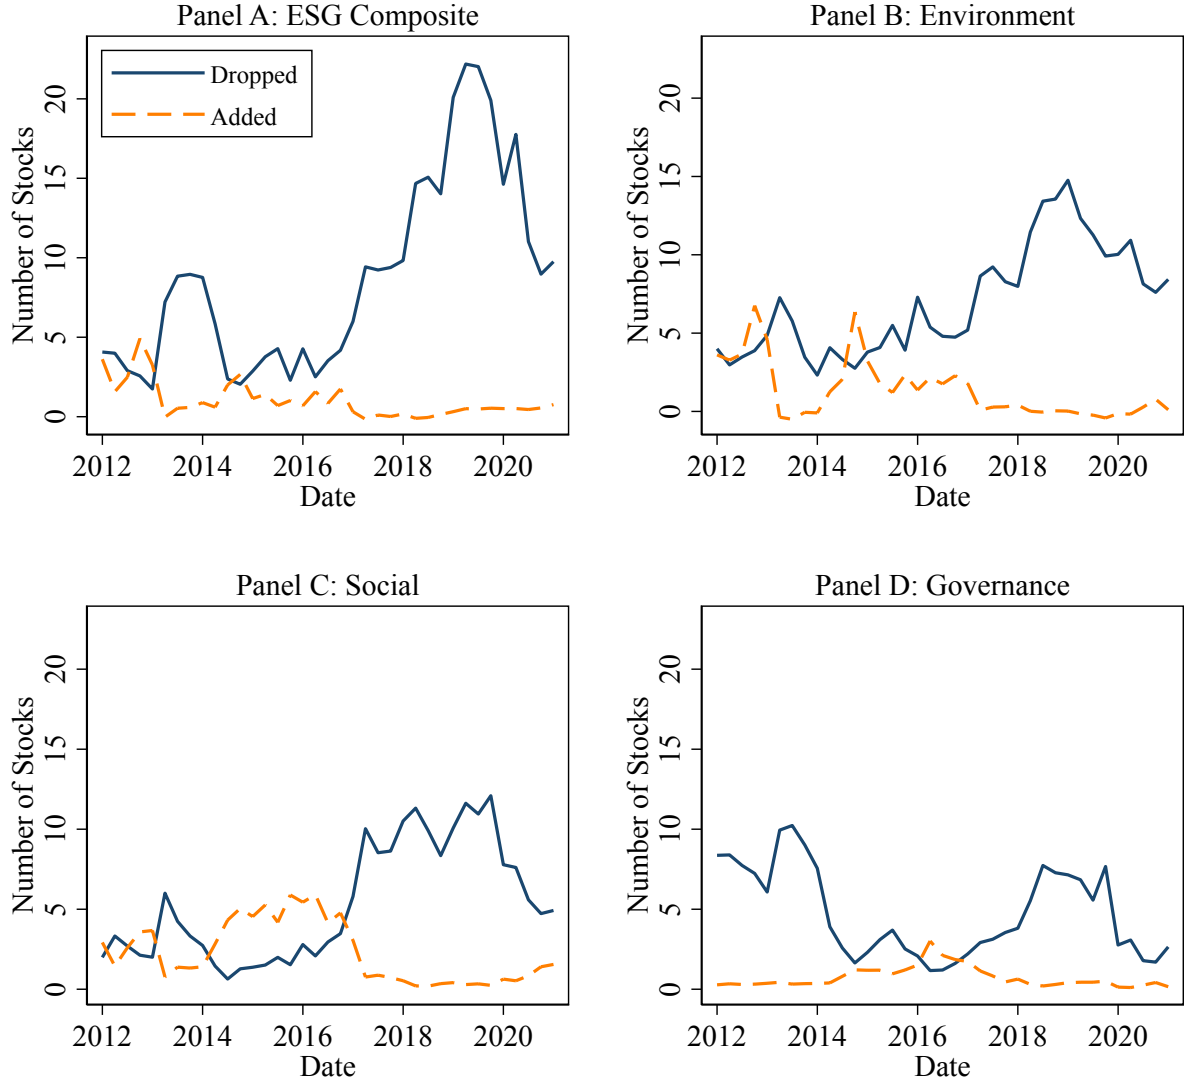 Panel A: ESG Composite
Number of Stocks
20
15
10
5
0
Dropped
Added
2012 2014 2016 2018 2020
Date
Panel B: Environment
Number of Stocks
20
15
10
5
0
2012 2014 2016 2018 2020
Date
Panel C: Social
Number of Stocks
20
15
10
5
0
2012 2014 2016 2018 2020
Date
Panel D: Governance
Number of Stocks
20
15
10
5
0
2012 2014 2016 2018 2020
Date